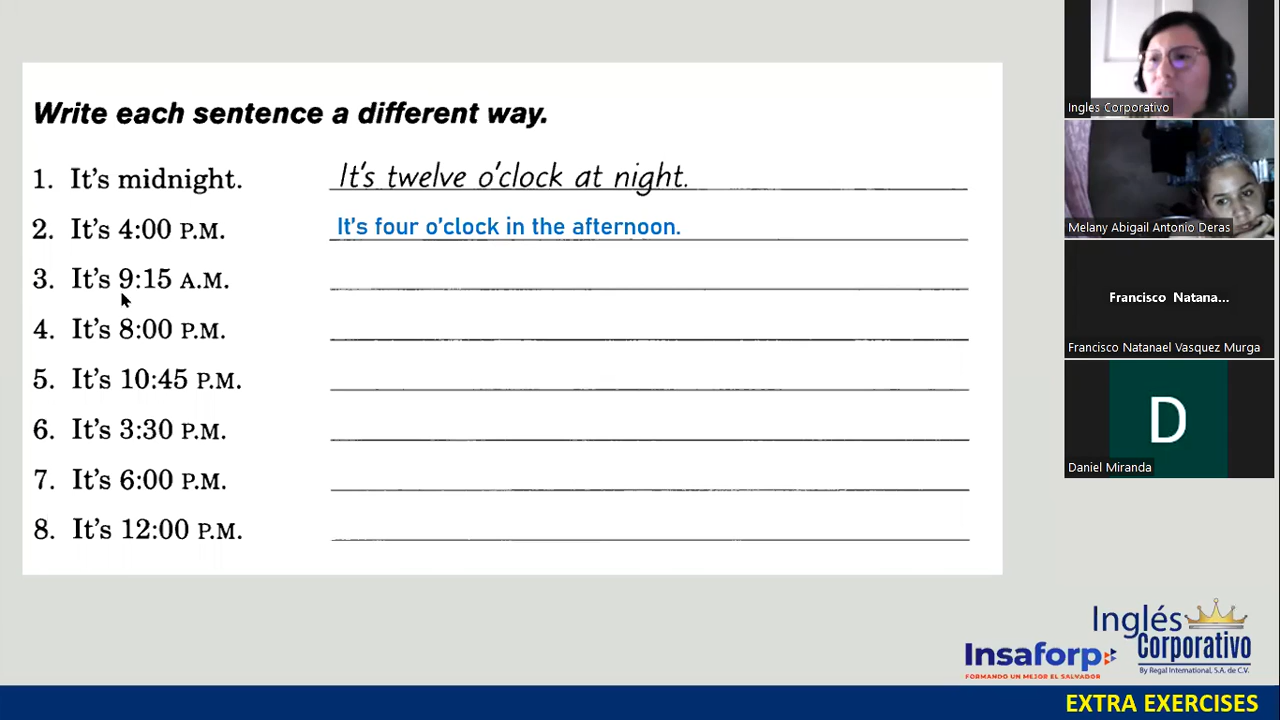 Write each sentence a different way.
1. It's midnight. It's twelve o'clock at night.
2. It's 4:00 P.M. It's four o'clock in the afternoon.
3. It's 9:15 A.M.
4. It's 8:00 P.M.
5. It's 10:45 P.M.
6. It's 3:30 P.M.
7. It's 6:00 P.M.
8. It's 12:00 P.M.
Ingles Corporativo
Melany Abigail Antonio Deras
Francisco Natana...
Francisco Natanael Vasquez Murga
D
Daniel Miranda
Insaforp
FORMANDO UN MEJOR EL SALVADOR
Inglés
Corporativo
By Regal International, S.A. de C.V.
EXTRA EXERCISES